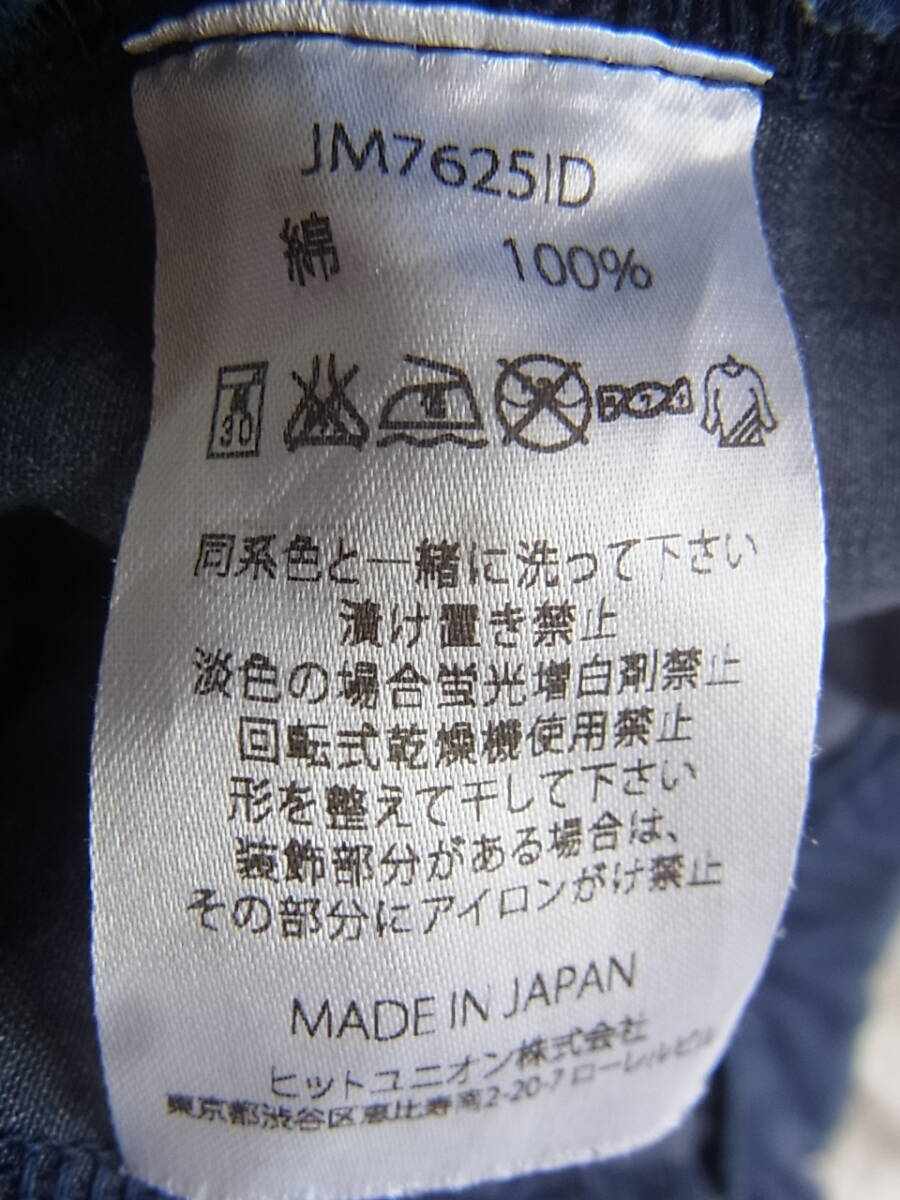 JM7625ID
綿 100%
30
同系色と一緒に洗って下さい
漬け置き禁止
淡色の場合蛍光増白剤禁止
回転式乾燥機使用禁止
形を整えて干して下さい
装飾部分がある場合は、
その部分にアイロンがけ禁止
MADE IN JAPAN
ヒットユニオン株式会社
東京都渋谷区恵比寿南2-20-7 ローレルビル